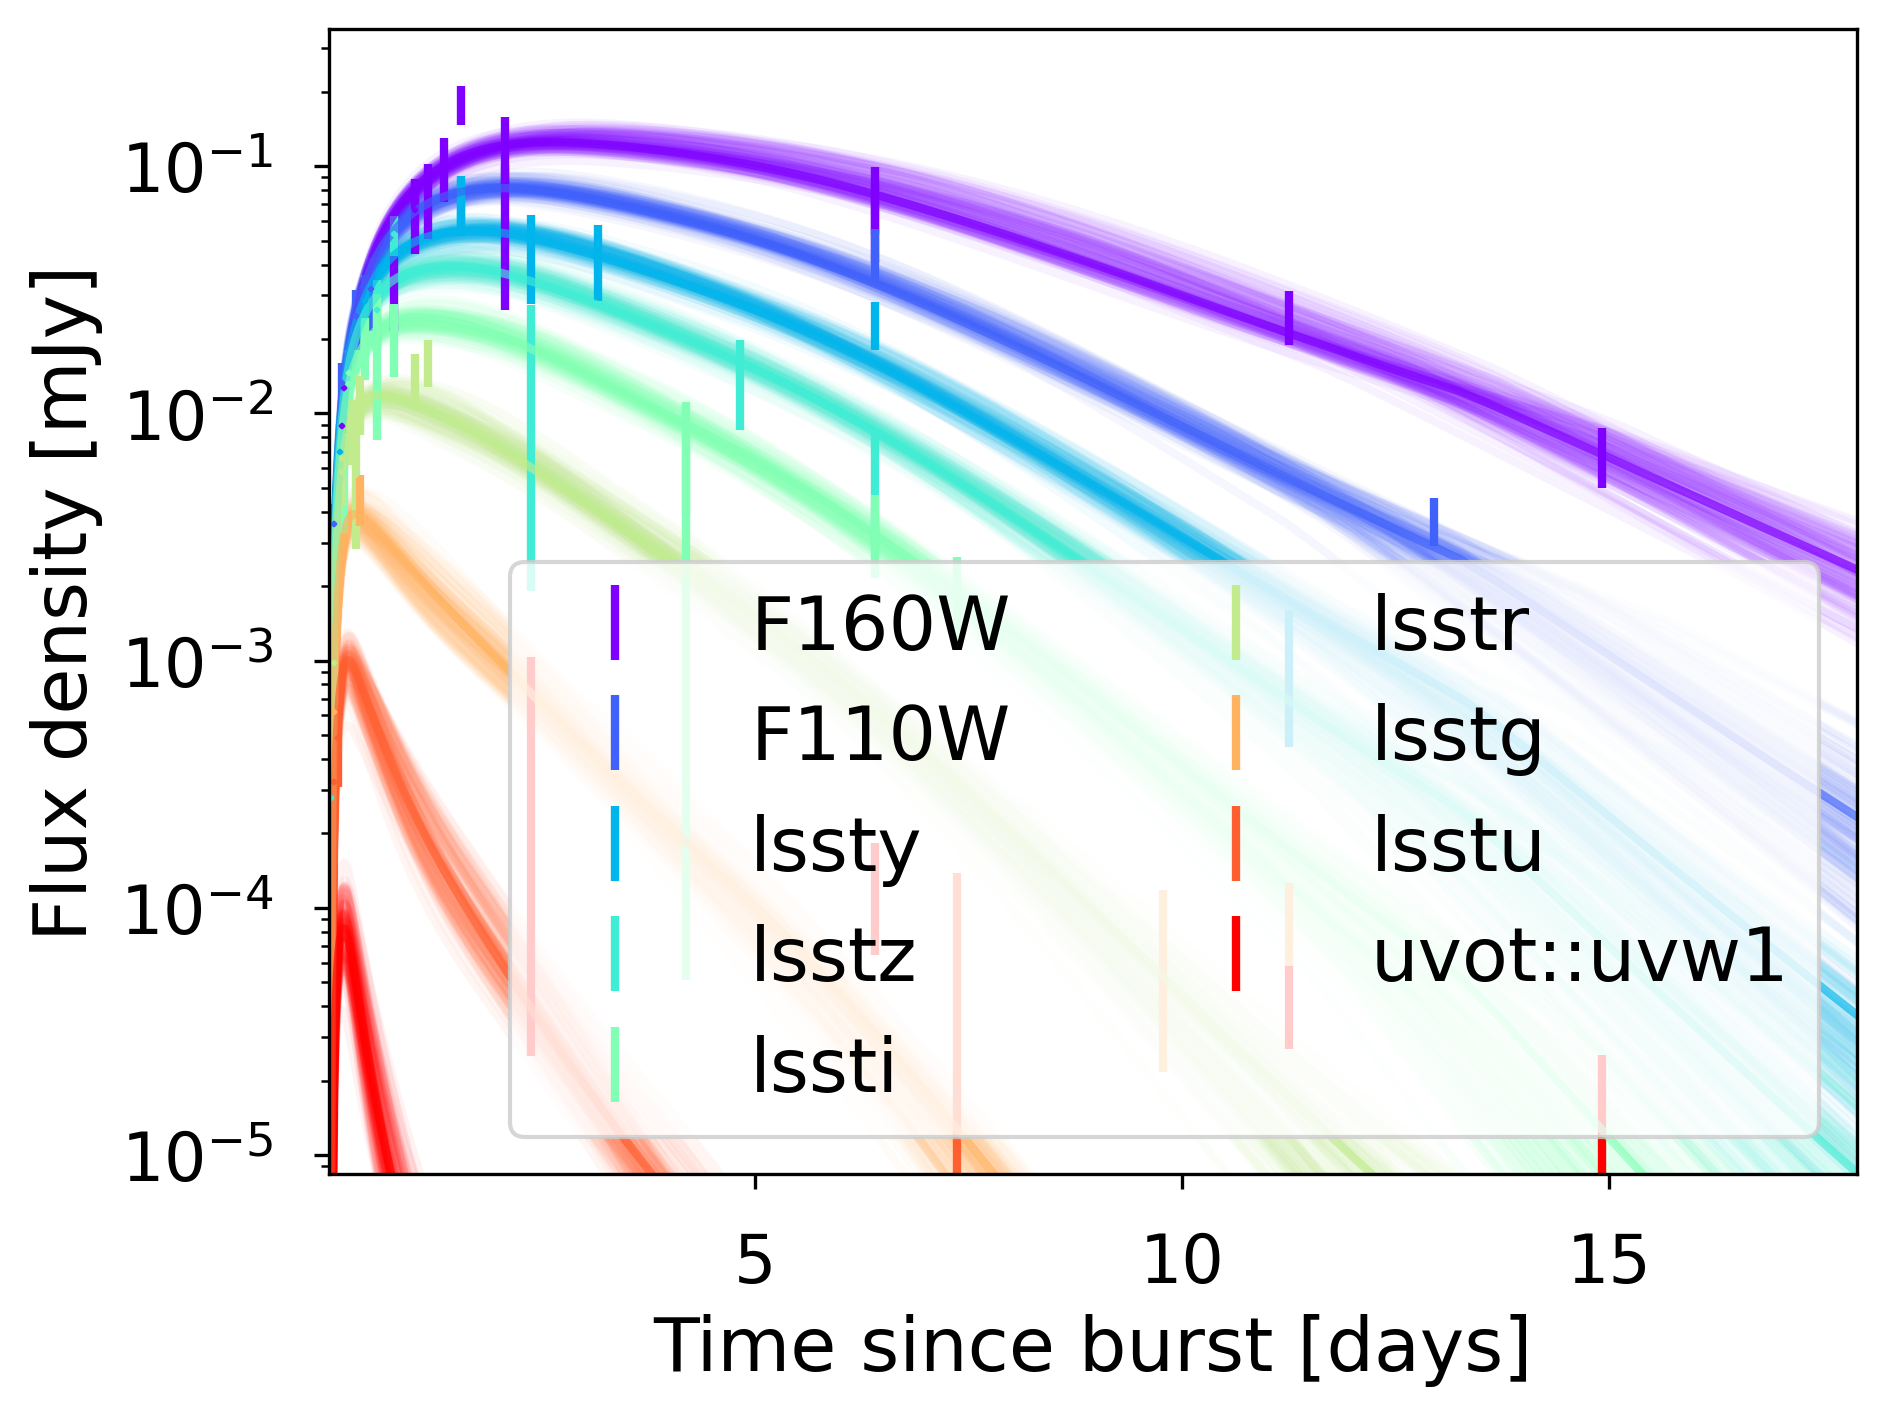 Flux density [mJy]
10⁻¹
10⁻²
10⁻³
10⁻⁴
10⁻⁵
F160W
F110W
lssty
lsstz
lssti
lsstr
lsstg
lsstu
uvot::uvw1
5 10 15
Time since burst [days]